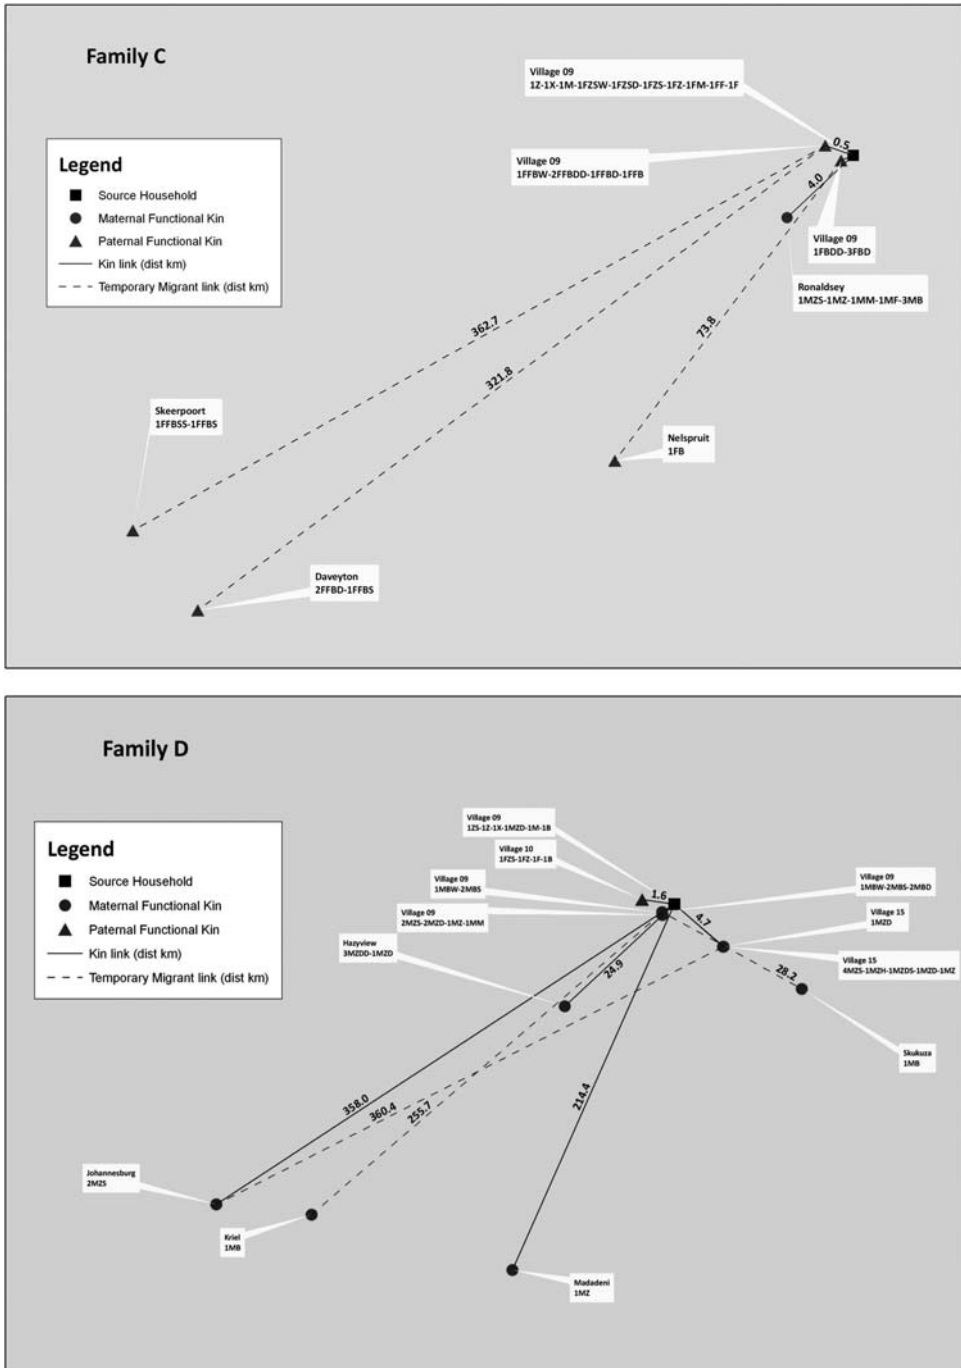 Family C
Village 09
1Z-1X-1M-1FZSW-1FZSD-1FZS-1FZ-1FM-1FF-1F
Legend
Source Household
Maternal Functional Kin
Paternal Functional Kin
Kin link (dist km)
Temporary Migrant link (dist km)
Village 09
1FFBW-2FFBDD-1FFBD-1FFB
0.5
4.0
Village 09
1FBDD-3FBD
Ronaldsey
1MZS-1MZ-1MM-1MF-3MB
362.7
321.8
73.8
Skeerpoort
1FFBSS-1FFBS
Nelspruit
1FB
Daveyton
2FFBD-1FFBS
Family D
Legend
Source Household
Maternal Functional Kin
Paternal Functional Kin
Kin link (dist km)
Temporary Migrant link (dist km)
Village 09
1ZS-1Z-1X-1MZD-1M-1B
Village 10
1FZS-1FZ-1F-1B
Village 09
1MBW-2MBS
Village 09
2MZS-2MZD-1MZ-1MM
Hazyview
3MZDD-1MZD
1.6
4.7
Village 09
1MBW-2MBS-2MBD
Village 15
1MZD
Village 15
4MZS-1MZH-1MZDS-1MZD-1MZ
24.9
28.2
Skukuza
1MB
358.0
360.4
255.7
214.4
Johannesburg
2MZS
Kriel
1MB
Madadeni
1MZ